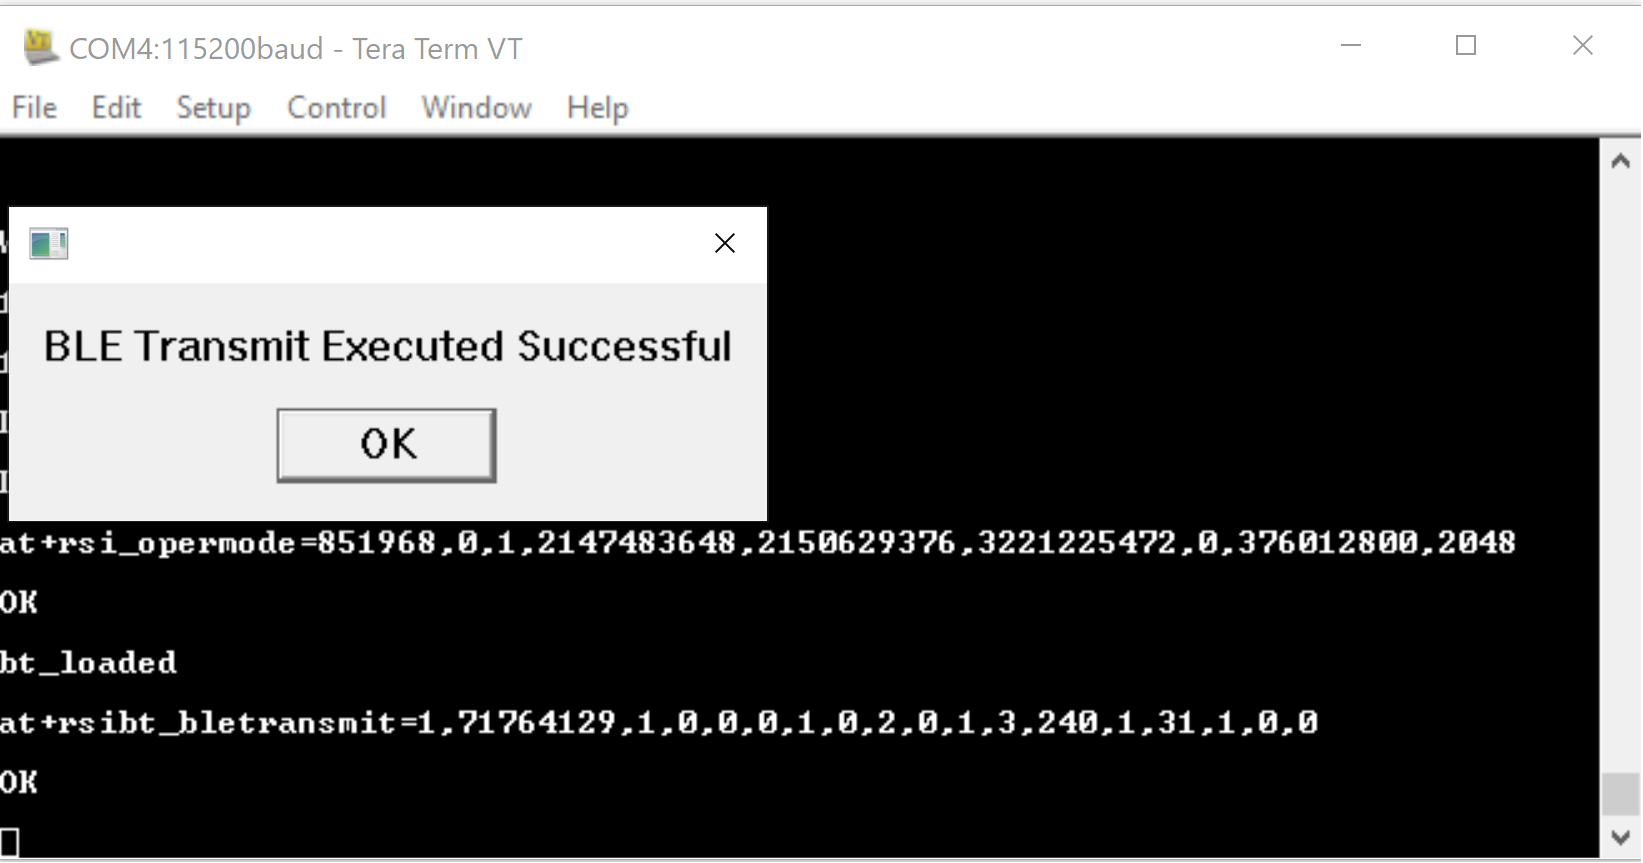 COM4:115200baud - Tera Term VT
File Edit Setup Control Window Help
BLE Transmit Executed Successful
OK
at+rsi_opermode=851968,0,1,2147483648,2150629376,3221225472,0,376012800,2048
OK
bt_loaded
at+rsibt_bletransmit=1,71764129,1,0,0,0,1,0,2,0,1,3,240,1,31,1,0,0
OK